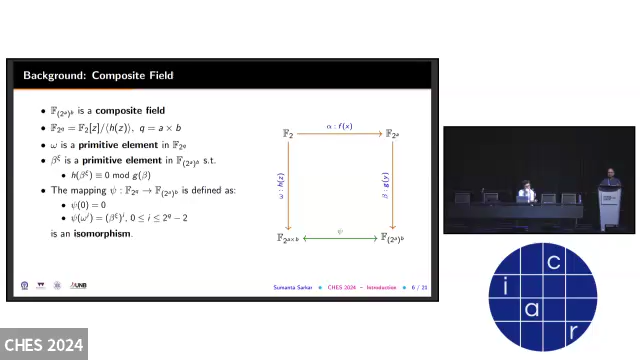 Background: Composite Field
• 𝔽_{(2^a)^b} is a composite field
• 𝔽_{2^q} = 𝔽_2[z]/⟨h(z)⟩, q = a × b
• ω is a primitive element in 𝔽_{2^q}
• β^ξ is a primitive element in 𝔽_{(2^a)^b} s.t.
• h(β^ξ) ≡ 0 mod g(β)
• The mapping ψ : 𝔽_{2^q} → 𝔽_{(2^a)^b} is defined as:
• ψ(0) = 0
• ψ(ω^i) = (β^ξ)^i, 0 ≤ i ≤ 2^q − 2
is an isomorphism.
α : f(x)
𝔽_2
𝔽_{2^a}
ω : h(z)
β : g(y)
ψ
𝔽_{2^{a×b}}
𝔽_{(2^a)^b}
UNB
Sumanta Sarkar • CHES 2024 – Introduction • 6 / 21
i a c r
CHES 2024